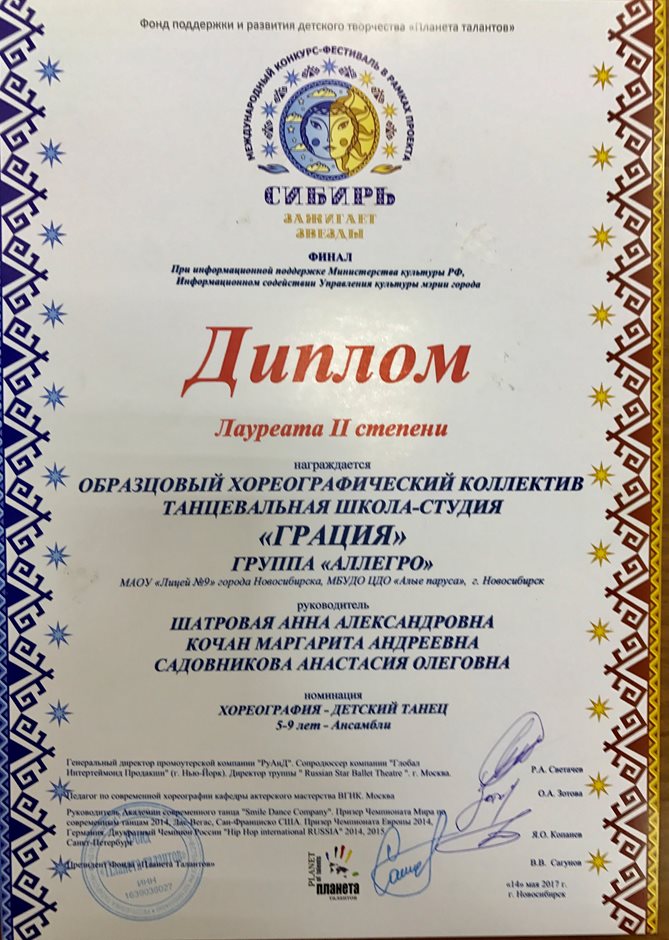 Фонд поддержки и развития детского творчества «Планета талантов»
МЕЖДУНАРОДНЫЙ КОНКУРС-ФЕСТИВАЛЬ В РАМКАХ ПРОЕКТА
СИБИРЬ
ЗАЖИГАЕТ
ЗВЕЗДЫ
ФИНАЛ
При информационной поддержке Министерства культуры РФ,
Информационном содействии Управления культуры мэрии города
Диплом
Лауреата II степени
награждается
ОБРАЗЦОВЫЙ ХОРЕОГРАФИЧЕСКИЙ КОЛЛЕКТИВ
ТАНЦЕВАЛЬНАЯ ШКОЛА-СТУДИЯ
«ГРАЦИЯ»
ГРУППА «АЛЛЕГРО»
МАОУ «Лицей №9» города Новосибирска, МБУДО ЦДО «Алые паруса», г. Новосибирск
руководитель
ШАТРОВАЯ АННА АЛЕКСАНДРОВНА
КОЧАН МАРГАРИТА АНДРЕЕВНА
САДОВНИКОВА АНАСТАСИЯ ОЛЕГОВНА
номинация
ХОРЕОГРАФИЯ - ДЕТСКИЙ ТАНЕЦ
5-9 лет - Ансамбли
Генеральный директор промоутерской компании "РуАрД". Сопродюссер компании "Глобал
Интертеймонд Продакшн" (г. Нью-Йорк). Директор труппы " Russian Star Ballet Theatre ". г. Москва.
Р.А. Светачев
Педагог по современной хореографии кафедры актерского мастерства ВГИК. Москва
О.А. Зотова
Руководитель Академии современного танца "Smile Dance Company". Призер Чемпионата Мира по
современным танцам 2014, Лас-Вегас, Сан-Франциско США. Призер Чемпионата Европы 2014,
Германия. Двукратный Чемпион России "Hip Hop international RUSSIA" 2014, 2015
Санкт-Петербург
Я.Ю. Копанев
Президент Фонда «Планета Талантов»
В.В. Сагунов
«Планета талантов»
ИНН
PLANET
of talents
планета
талантов
«14» мая 2017 г.
г. Новосибирск